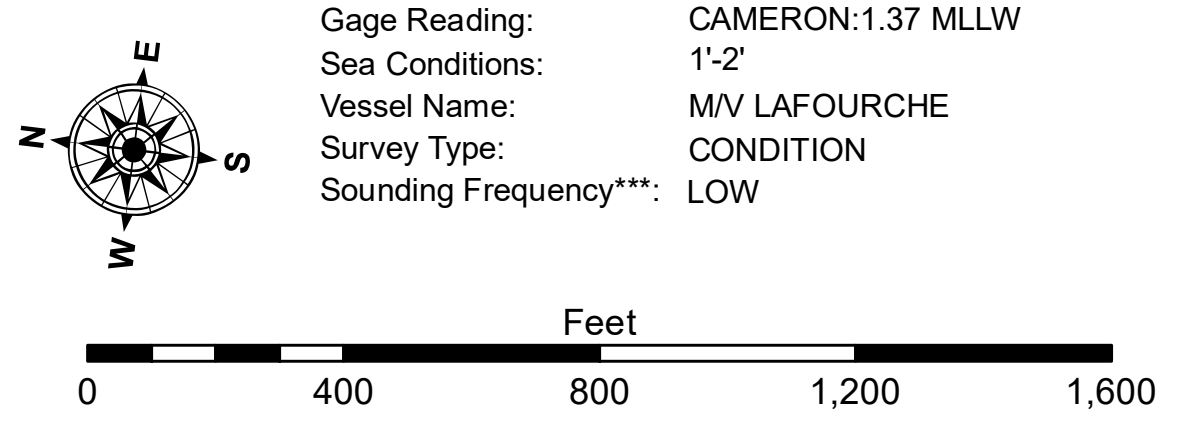 E
N
S
W
Gage Reading: CAMERON:1.37 MLLW
Sea Conditions: 1'-2'
Vessel Name: M/V LAFOURCHE
Survey Type: CONDITION
Sounding Frequency***: LOW
Feet
0 400 800 1,200 1,600